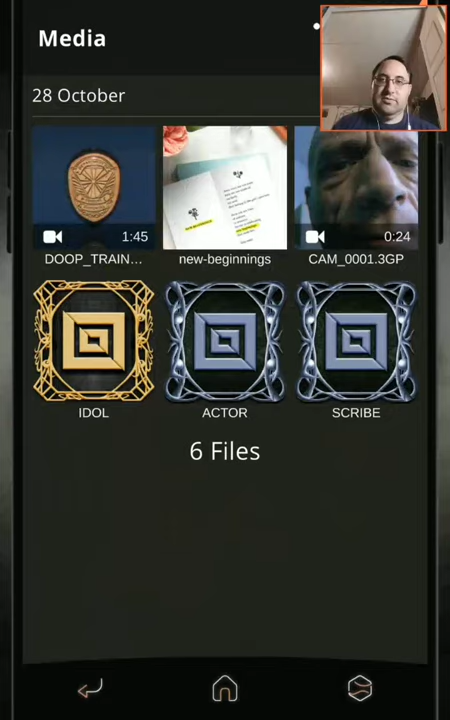 Media
28 October
1:45
0:24
DOOP_TRAIN...
new-beginnings
CAM_0001.3GP
IDOL
ACTOR
SCRIBE
6 Files